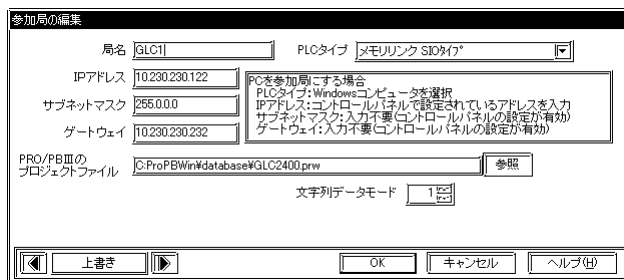 参加局の編集
局名 GLC1 PLCタイプ メモリリンク SIOタイプ
IPアドレス 10.230.230.122
サブネットマスク 255.0.0.0
ゲートウェイ 10.230.230.232
PCを参加局にする場合
PLCタイプ:Windowsコンピュータを選択
IPアドレス:コントロールパネルで設定されているアドレスを入力
サブネットマスク:入力不要(コントロールパネルの設定が有効)
ゲートウェイ:入力不要(コントロールパネルの設定が有効)
PRO/PBⅢの
プロジェクトファイル C:ProPBWin¥database¥GLC2400.prw 参照
文字列データモード 1
上書き OK キャンセル ヘルプ(H)